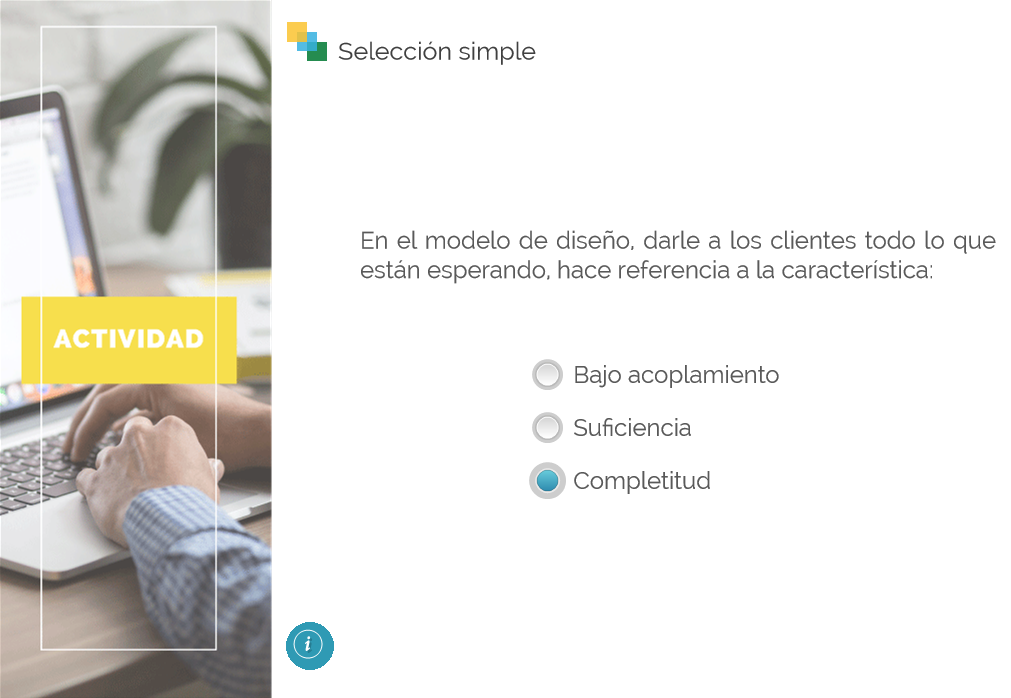 Selección simple
En el modelo de diseño, darle a los clientes todo lo que
están esperando, hace referencia a la característica:
ACTIVIDAD
Bajo acoplamiento
Suficiencia
Completitud
i